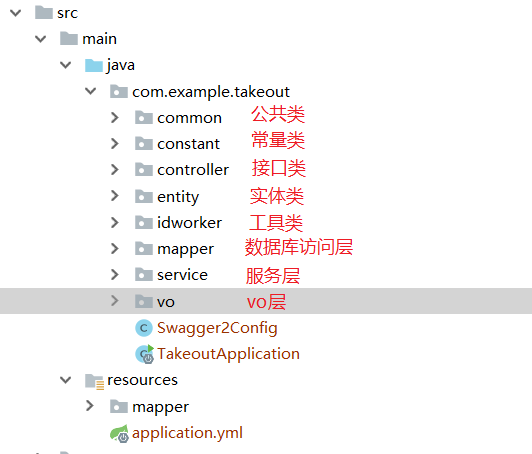 src
main
java
com.example.takeout
common 公共类
constant 常量类
controller 接口类
entity 实体类
idworker 工具类
mapper 数据库访问层
service 服务层
vo vo层
Swagger2Config
TakeoutApplication
resources
mapper
application.yml